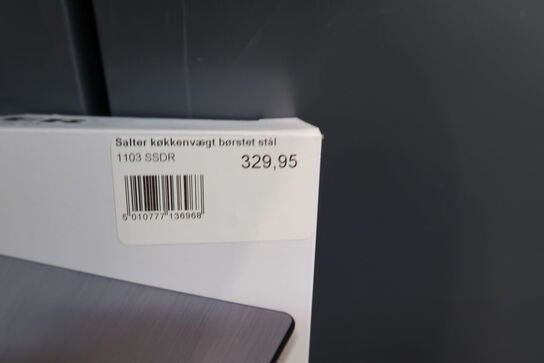 Salter køkkenvægt børstet stål
1103 SSDR
329,95
5 010777 136968